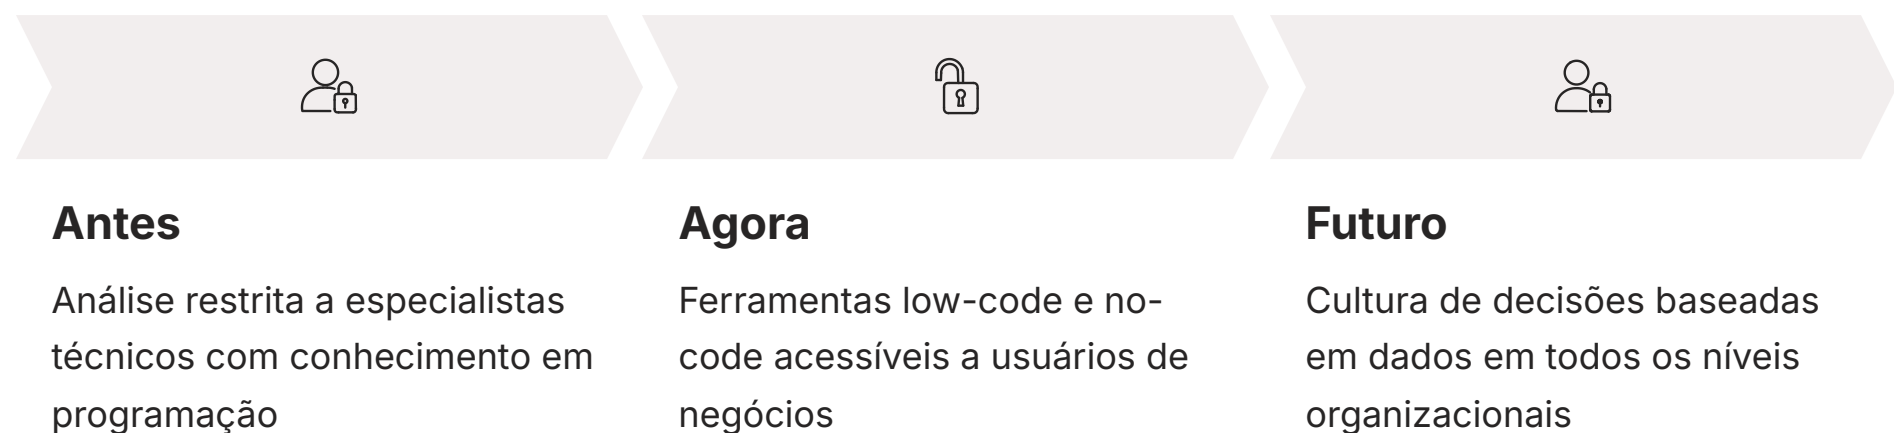 Antes
Análise restrita a especialistas
técnicos com conhecimento em
programação
Agora
Ferramentas low-code e no-
code acessíveis a usuários de
negócios
Futuro
Cultura de decisões baseadas
em dados em todos os níveis
organizacionais